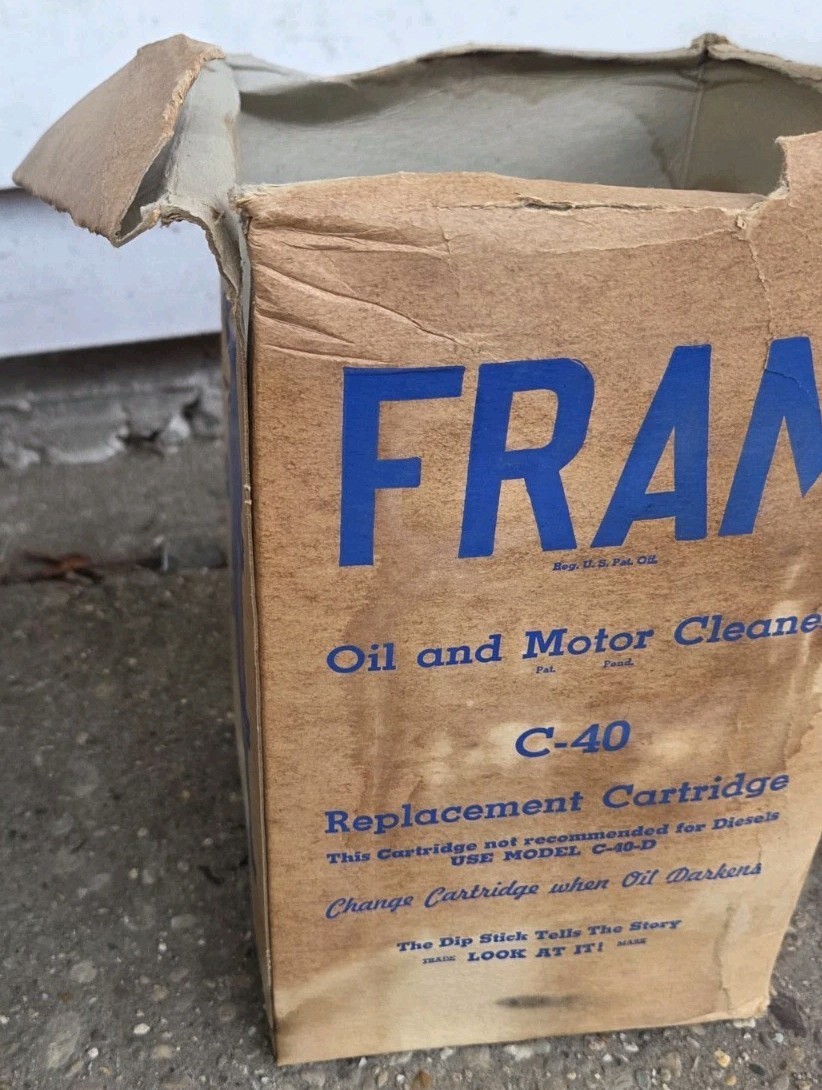 FRAM
Reg. U. S. Pat. Off.
Oil and Motor Cleane
Pat. Pend.
C-40
Replacement Cartridge
This Cartridge not recommended for Diesels
USE MODEL C-40-D
Change Cartridge when Oil Darkens
The Dip Stick Tells The Story
TRADE LOOK AT IT! MARK